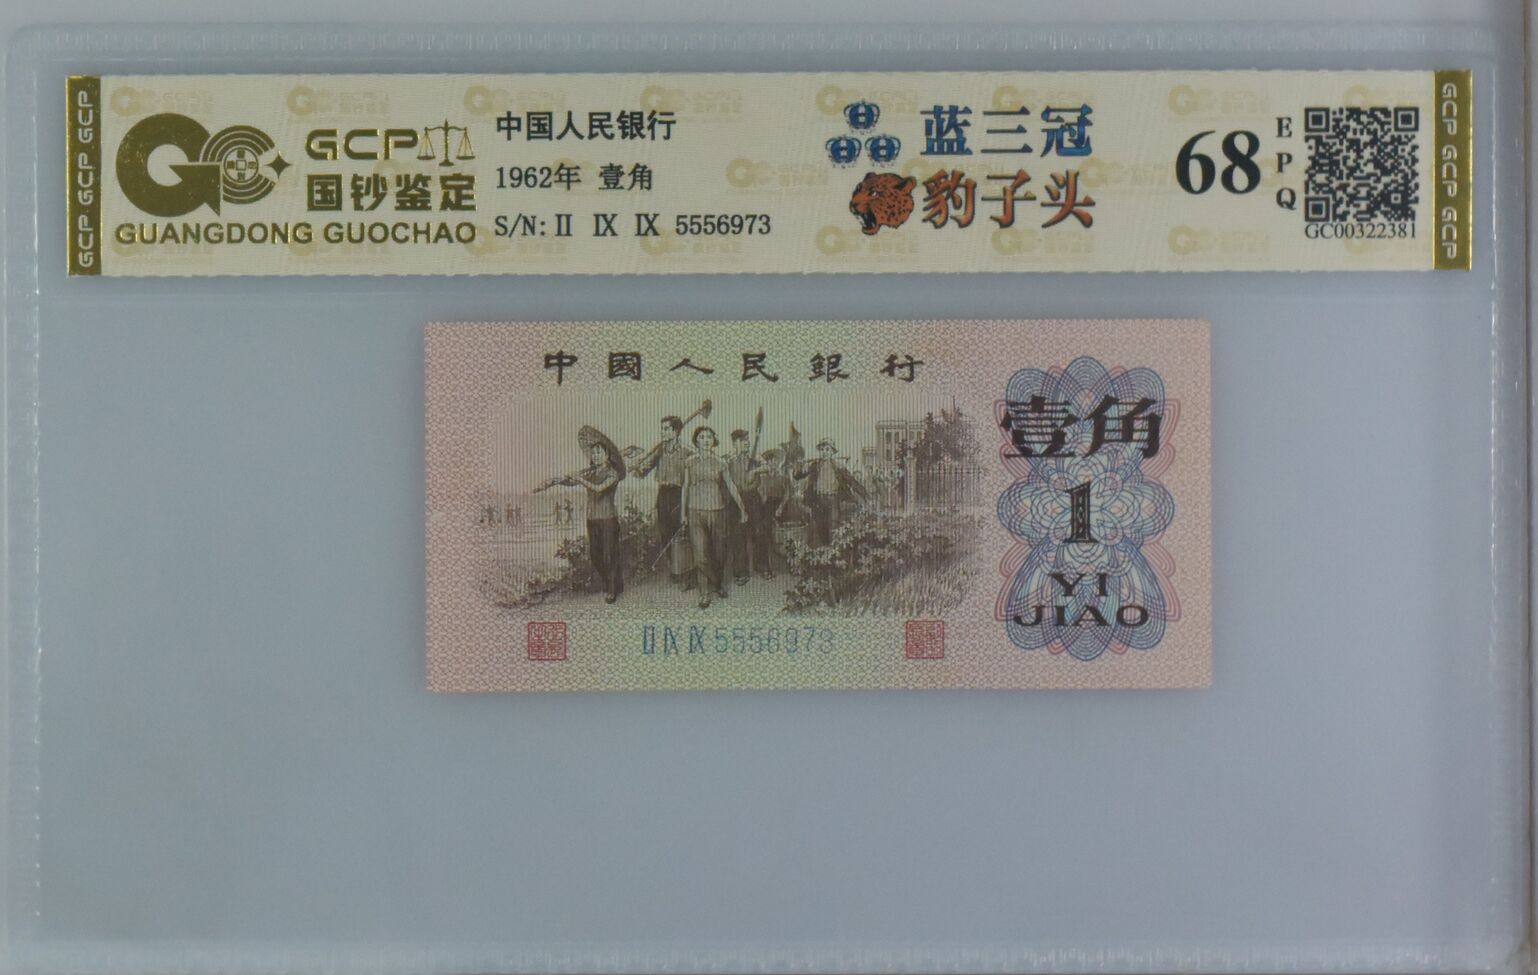 GCP GCP GCP
GCP
国钞鉴定
GUANGDONG GUOCHAO
中国人民银行
1962年 壹角
S/N: II IX IX 5556973
蓝三冠
豹子头
68
EPQ
GC00322381
GCP GCP GCP
中國人民銀行
壹角
1
YI
JIAO
II IX IX 5556973